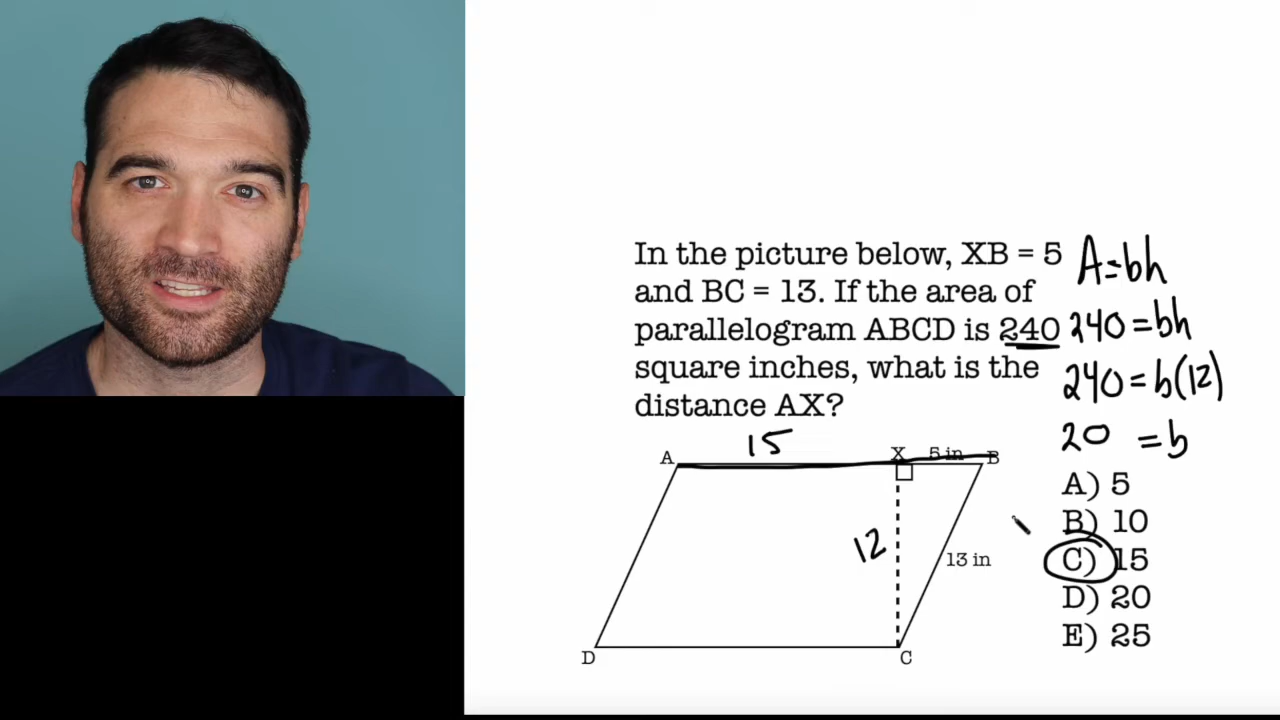 In the picture below, XB = 5
and BC = 13. If the area of
parallelogram ABCD is 240
square inches, what is the
distance AX?
A=bh
240=bh
240=b(12)
20 =b
15
A
X
5 in
B
12
13 in
D
C
A) 5
B) 10
C) 15
D) 20
E) 25